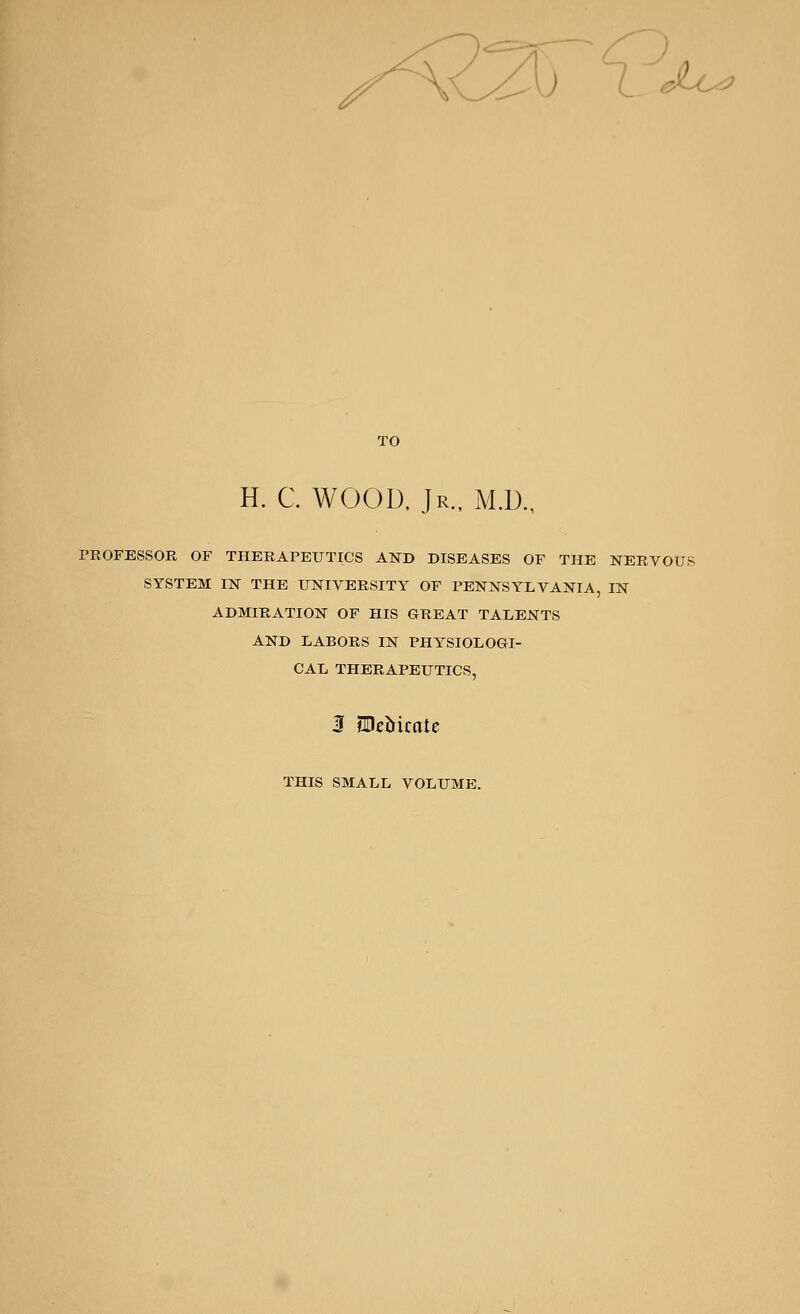 TO
H. C. WOOD, JR., M.D.,
PROFESSOR OF THERAPEUTICS AND DISEASES OF THE NERVOUS
SYSTEM IN THE UNIVERSITY OF PENNSYLVANIA, IN
ADMIRATION OF HIS GREAT TALENTS
AND LABORS IN PHYSIOLOGI-
CAL THERAPEUTICS,
I Dedicate
THIS SMALL VOLUME.